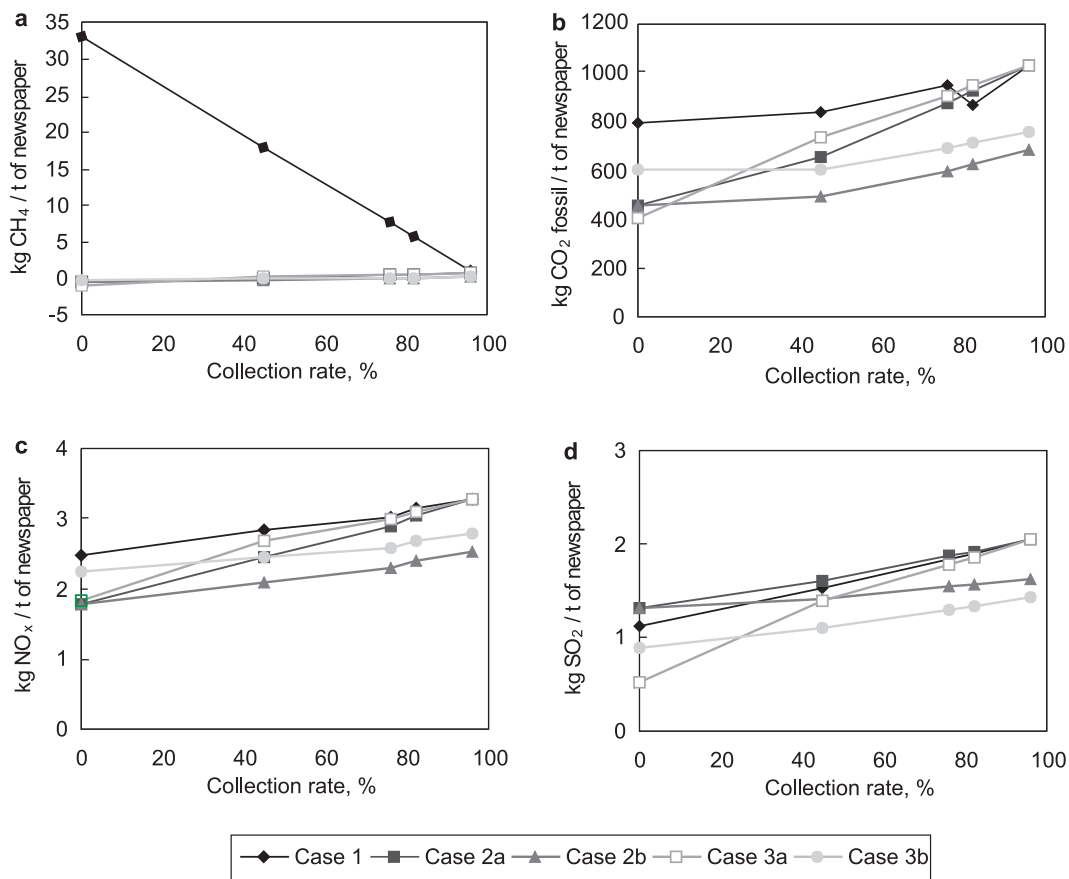 a
35
30
25
20
15
10
5
0
-5
kg CH₄ / t of newspaper
0 20 40 60 80 100
Collection rate, %
b
1200
1000
800
600
400
200
0
kg CO₂ fossil / t of newspaper
0 20 40 60 80 100
Collection rate, %
c
4
3
2
1
0
kg NOₓ / t of newspaper
0 20 40 60 80 100
Collection rate, %
d
3
2
1
0
kg SO₂ / t of newspaper
0 20 40 60 80 100
Collection rate, %
Case 1 Case 2a Case 2b Case 3a Case 3b